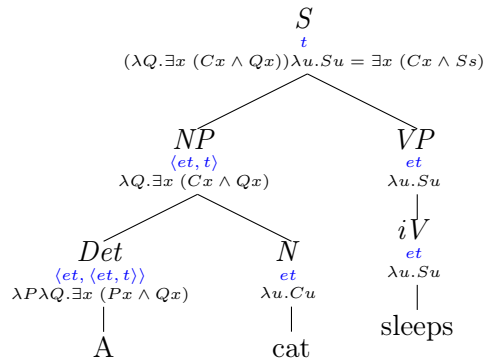 S
t
(λQ.∃x (Cx ∧ Qx))λu.Su = ∃x (Cx ∧ Ss)
NP VP
⟨et, t⟩ et
λQ.∃x (Cx ∧ Qx) λu.Su
Det N iV
⟨et, ⟨et, t⟩⟩ et et
λPλQ.∃x (Px ∧ Qx) λu.Cu λu.Su
A cat sleeps